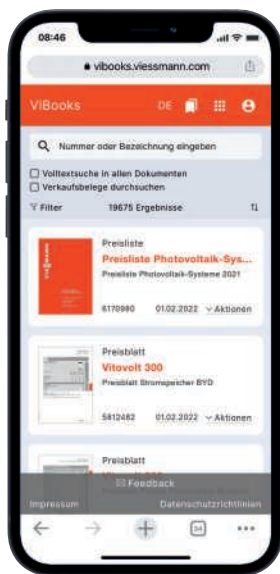 08:46
vibooks.viessmann.com
ViBooks DE
Nummer oder Bezeichnung eingeben
Volltextsuche in allen Dokumenten
Verkaufsbelege durchsuchen
Filter 19675 Ergebnisse
Preisliste
Preisliste Photovoltaik-Sys...
Preisliste Photovoltaik-Systeme 2021
VIESMANN
6170980 01.02.2022 Aktionen
Preisblatt
Vitovolt 300
Preisblatt Stromspeicher BYD
5812482 01.02.2022 Aktionen
Preisblatt
Feedback
Impressum Datenschutzrichtlinien